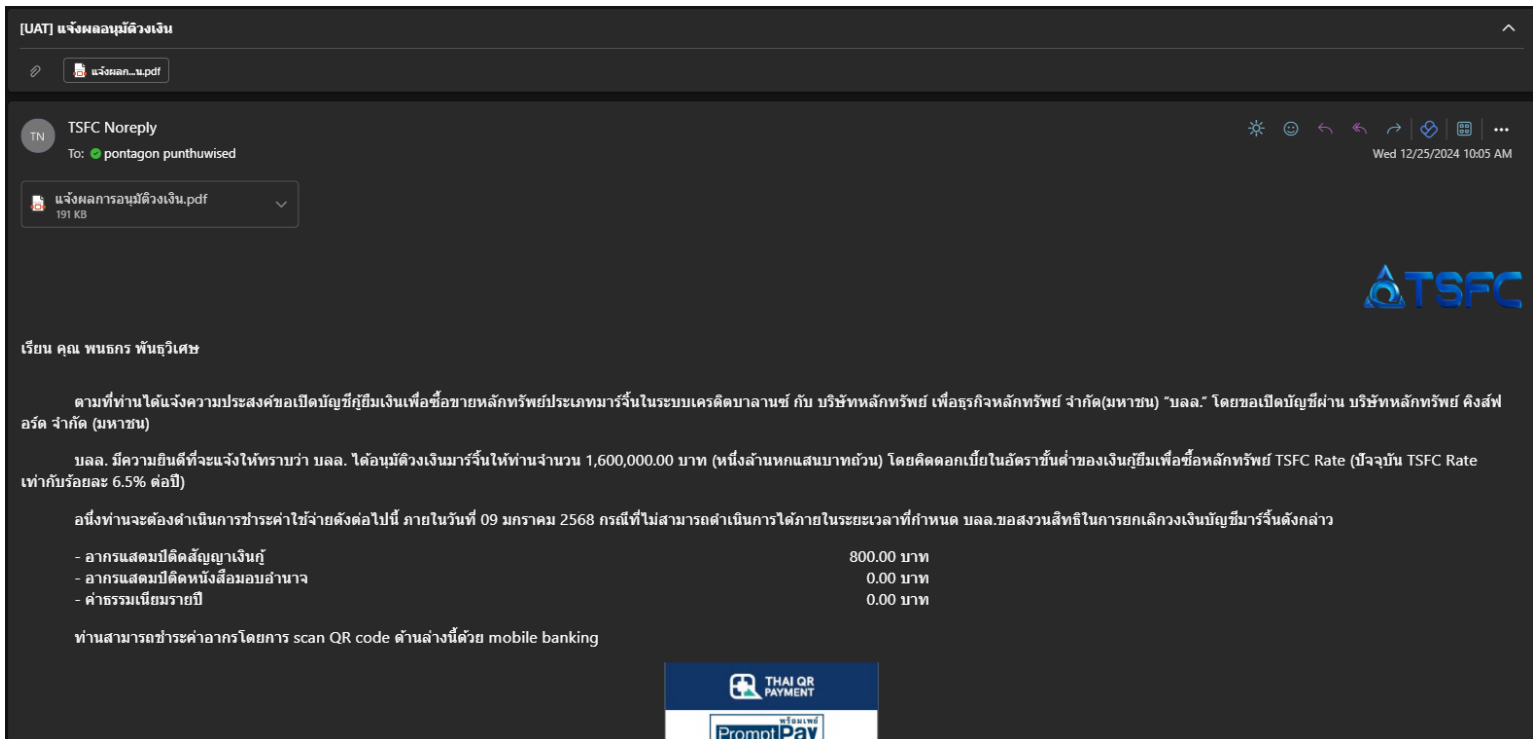 [UAT] แจ้งผลอนุมัติวงเงิน
แจ้งผลก...น.pdf
TN
TSFC Noreply
To: pontagon punthuwised
Wed 12/25/2024 10:05 AM
แจ้งผลการอนุมัติวงเงิน.pdf
191 KB
TSFC
เรียน คุณ พนธกร พันธุวิเศษ
ตามที่ท่านได้แจ้งความประสงค์ขอเปิดบัญชีกู้ยืมเงินเพื่อซื้อขายหลักทรัพย์ประเภทมาร์จิ้นในระบบเครดิตบาลานซ์ กับ บริษัทหลักทรัพย์ เพื่อธุรกิจหลักทรัพย์ จำกัด(มหาชน) "บลล." โดยขอเปิดบัญชีผ่าน บริษัทหลักทรัพย์ คิงส์ฟ
อร์ด จำกัด (มหาชน)
บลล. มีความยินดีที่จะแจ้งให้ทราบว่า บลล. ได้อนุมัติวงเงินมาร์จิ้นให้ท่านจำนวน 1,600,000.00 บาท (หนึ่งล้านหกแสนบาทถ้วน) โดยคิดดอกเบี้ยในอัตราขั้นต่ำของเงินกู้ยืมเพื่อซื้อหลักทรัพย์ TSFC Rate (ปัจจุบัน TSFC Rate
เท่ากับร้อยละ 6.5% ต่อปี)
อนึ่งท่านจะต้องดำเนินการชำระค่าใช้จ่ายดังต่อไปนี้ ภายในวันที่ 09 มกราคม 2568 กรณีที่ไม่สามารถดำเนินการได้ภายในระยะเวลาที่กำหนด บลล.ขอสงวนสิทธิในการยกเลิกวงเงินบัญชีมาร์จิ้นดังกล่าว
- อากรแสตมป์ติดสัญญาเงินกู้ 800.00 บาท
- อากรแสตมป์ติดหนังสือมอบอำนาจ 0.00 บาท
- ค่าธรรมเนียมรายปี 0.00 บาท
ท่านสามารถชำระค่าอากรโดยการ scan QR code ด้านล่างนี้ด้วย mobile banking
THAI QR
PAYMENT
พร้อมเพย์
PromptPay